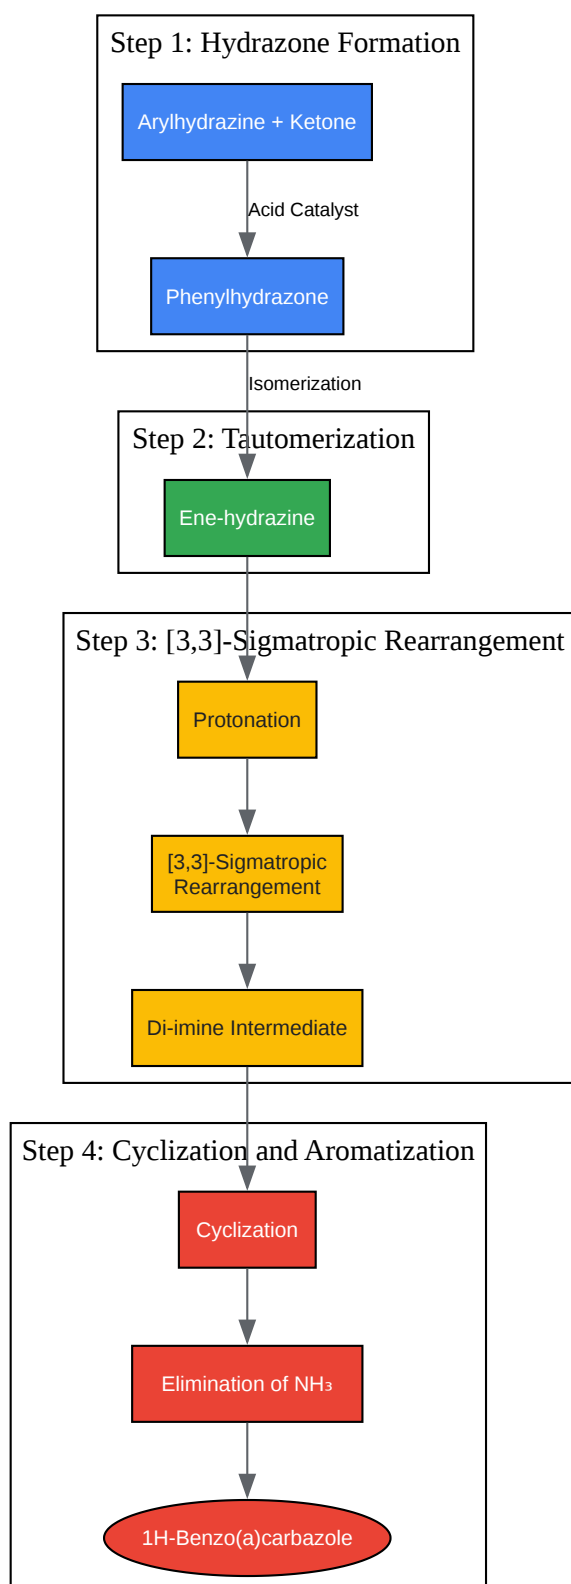 Step 1: Hydrazone Formation
Arylhydrazine + Ketone
Acid Catalyst
Phenylhydrazone
Isomerization
Step 2: Tautomerization
Ene-hydrazine
Step 3: [3,3]-Sigmatropic Rearrangement
Protonation
[3,3]-Sigmatropic
Rearrangement
Di-imine Intermediate
Step 4: Cyclization and Aromatization
Cyclization
Elimination of NH₃
1H-Benzo(a)carbazole